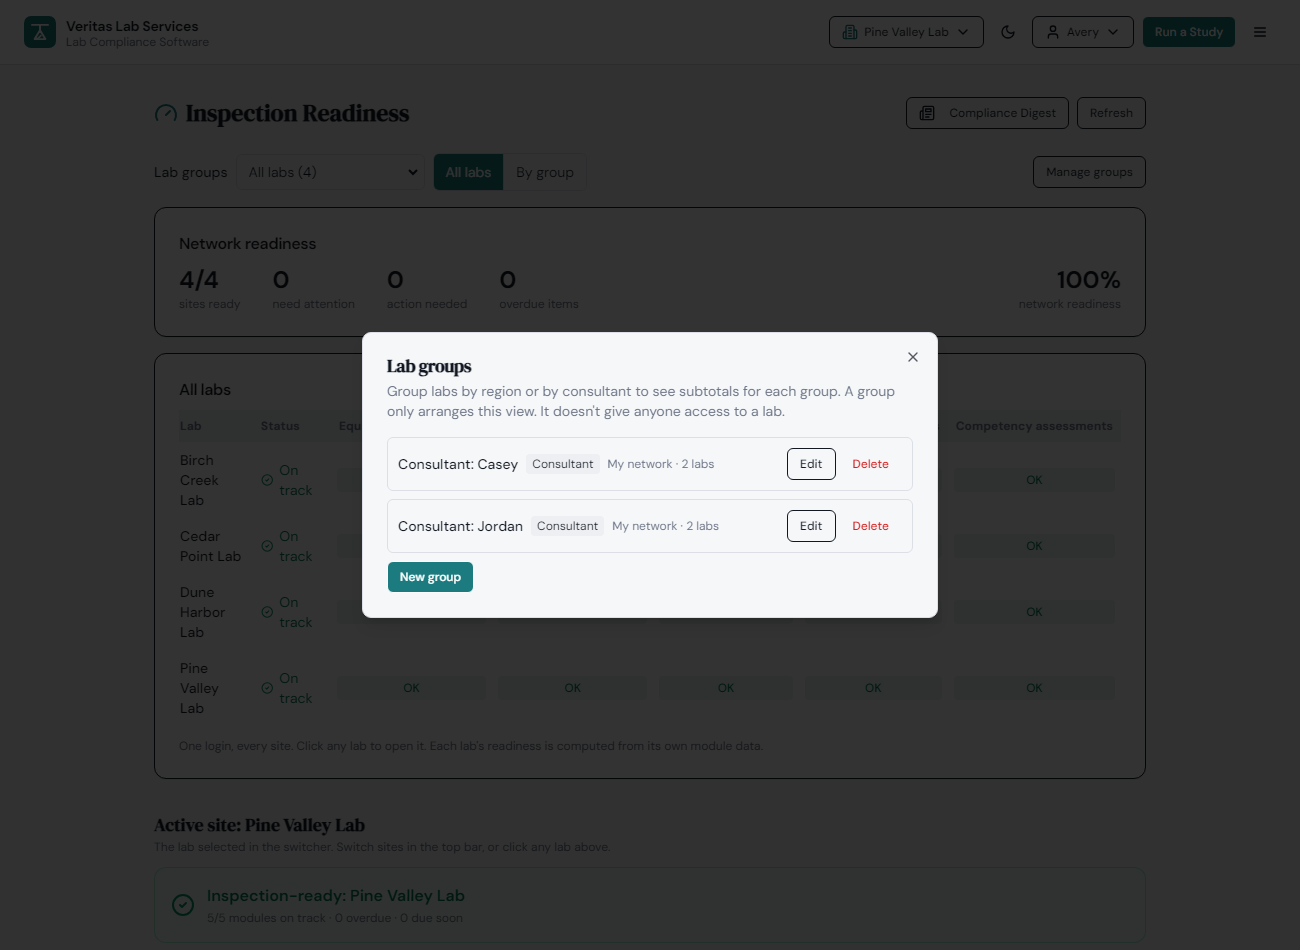 Veritas Lab Services
Lab Compliance Software
Pine Valley Lab
Avery
Run a Study
Inspection Readiness
Compliance Digest
Refresh
Lab groups
All labs (4)
All labs
By group
Manage groups
Network readiness
4/4
sites ready
0
need attention
0
action needed
0
overdue items
100%
network readiness
All labs
Lab
Status
Equ
Competency assessments
Birch
Creek
Lab
On
track
OK
Cedar
Point Lab
On
track
OK
Dune
Harbor
Lab
On
track
OK
Pine
Valley
Lab
On
track
OK
OK
OK
OK
OK
One login, every site. Click any lab to open it. Each lab's readiness is computed from its own module data.
Lab groups
Group labs by region or by consultant to see subtotals for each group. A group
only arranges this view. It doesn't give anyone access to a lab.
Consultant: Casey
Consultant
My network · 2 labs
Edit
Delete
Consultant: Jordan
Consultant
My network · 2 labs
Edit
Delete
New group
Active site: Pine Valley Lab
The lab selected in the switcher. Switch sites in the top bar, or click any lab above.
Inspection-ready: Pine Valley Lab
5/5 modules on track · 0 overdue · 0 due soon